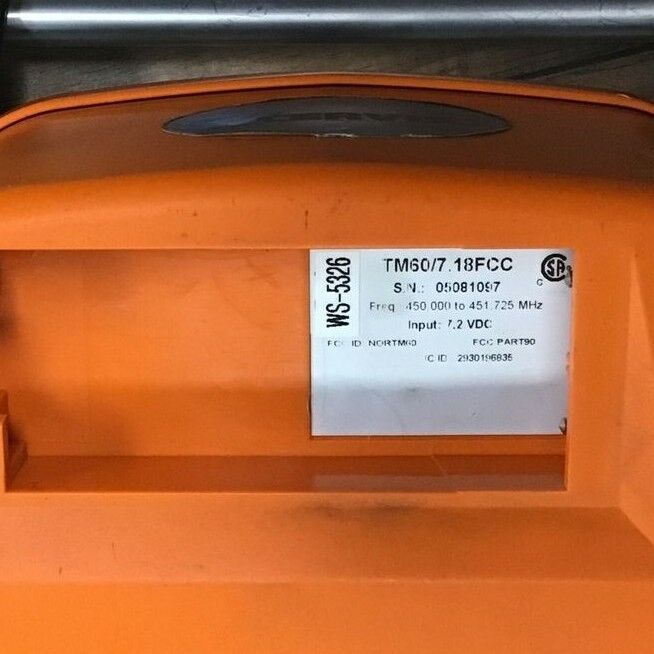 WS-5326
TM60/7.18FCC
S.N.: 05081097
Freq 450.000 to 451.725 MHz
Input: 7.2 VDC
FCC ID: NORTM60 FCC PART90
IC ID 2930196835